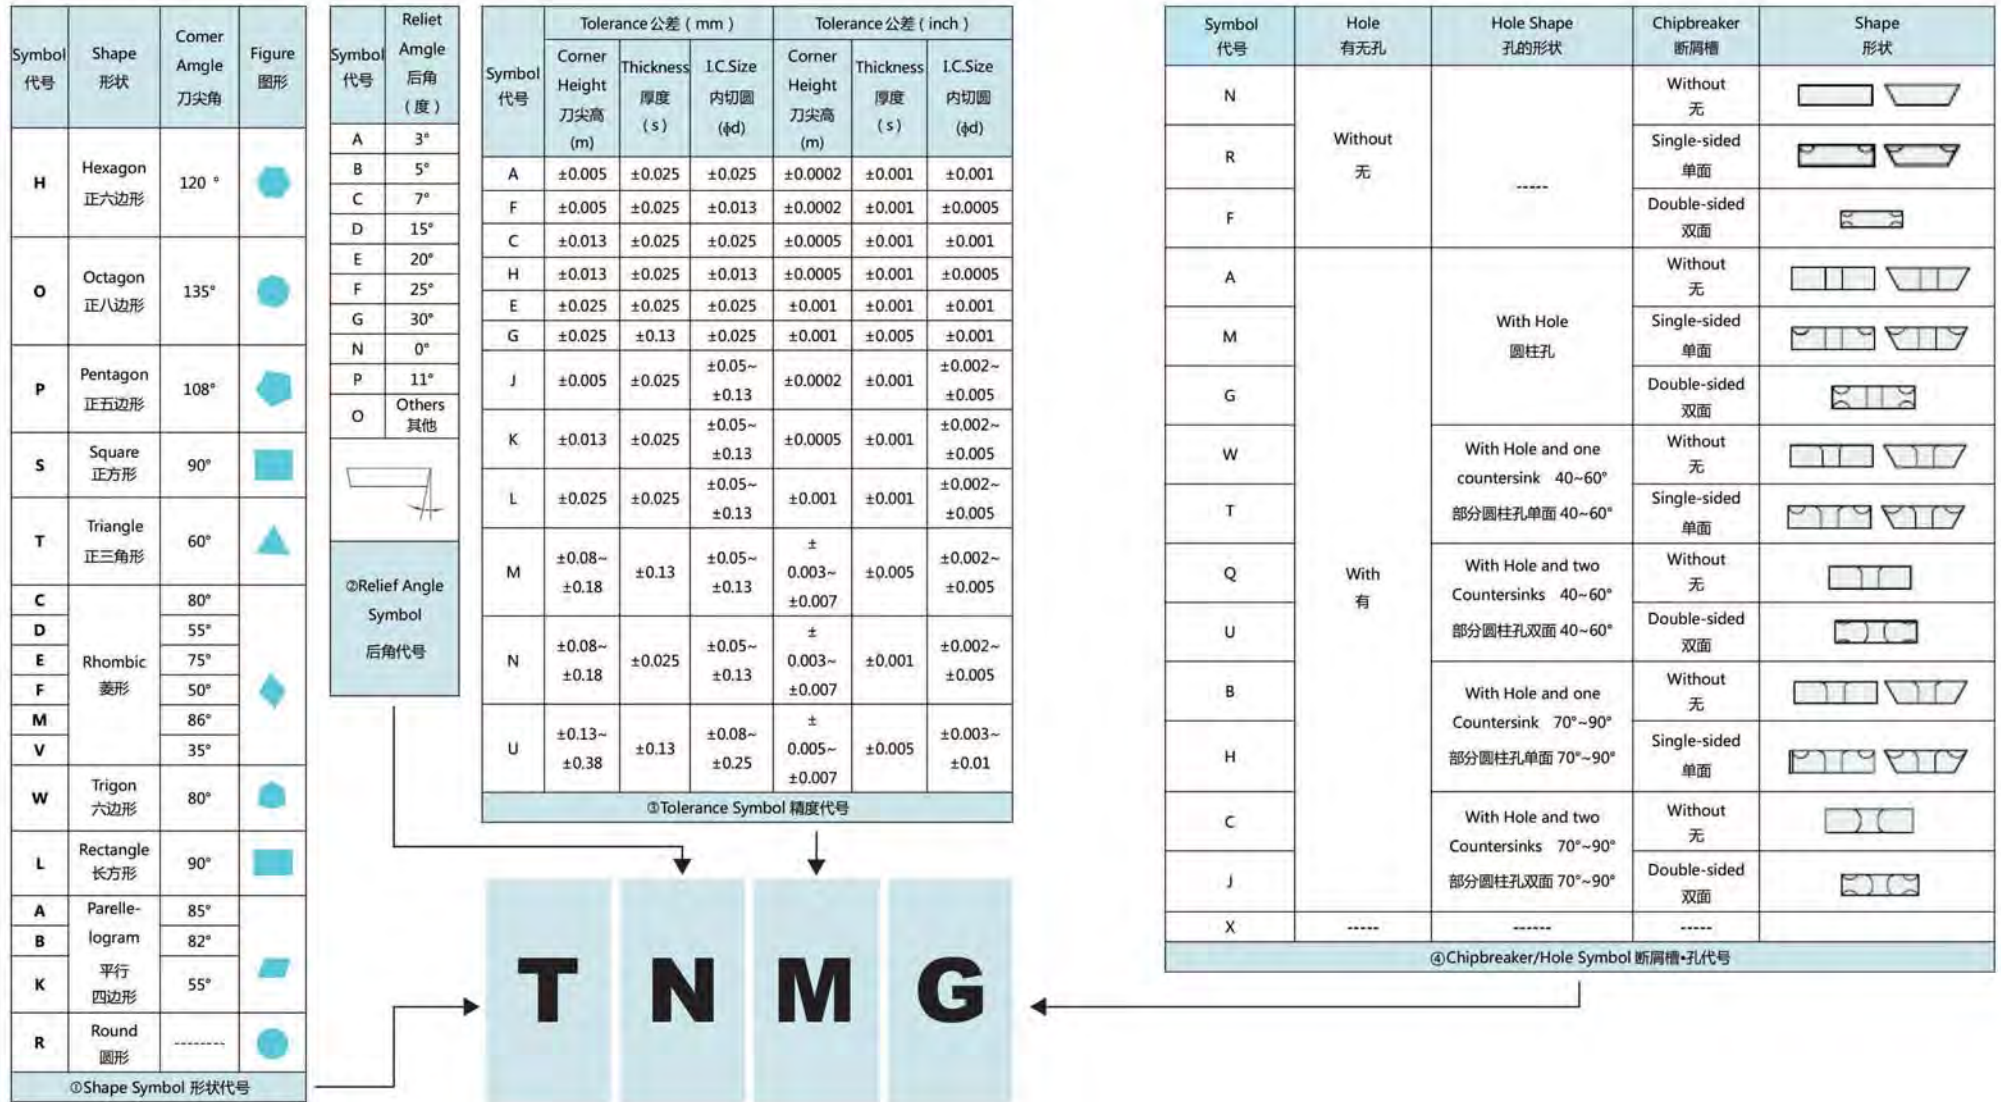 Symbol
代号
Shape
形状
Comer
Amgle
刀尖角
Figure
图形
H
Hexagon
正六边形
120 °
O
Octagon
正八边形
135°
P
Pentagon
正五边形
108°
S
Square
正方形
90°
T
Triangle
正三角形
60°
C
80°
D
55°
E
75°
Rhombic
菱形
F
50°
M
86°
V
35°
W
Trigon
六边形
80°
L
Rectangle
长方形
90°
A
Parelle-
logram
平行
四边形
85°
B
82°
K
55°
R
Round
圆形
--------
①Shape Symbol 形状代号
Symbol
代号
Reliet
Amgle
后角
(度)
A 3°
B 5°
C 7°
D 15°
E 20°
F 25°
G 30°
N 0°
P 11°
O Others
其他
②Relief Angle
Symbol
后角代号
Symbol
代号
Tolerance 公差 ( mm )
Tolerance 公差 ( inch )
Corner
Height
刀尖高
(m)
Thickness
厚度
( s )
I.C.Size
内切圆
(ϕd)
Corner
Height
刀尖高
(m)
Thickness
厚度
( s )
I.C.Size
内切圆
(ϕd)
A ±0.005 ±0.025 ±0.025 ±0.0002 ±0.001 ±0.001
F ±0.005 ±0.025 ±0.013 ±0.0002 ±0.001 ±0.0005
C ±0.013 ±0.025 ±0.025 ±0.0005 ±0.001 ±0.001
H ±0.013 ±0.025 ±0.013 ±0.0005 ±0.001 ±0.0005
E ±0.025 ±0.025 ±0.025 ±0.001 ±0.001 ±0.001
G ±0.025 ±0.13 ±0.025 ±0.001 ±0.005 ±0.001
J ±0.005 ±0.025 ±0.05~
±0.13 ±0.0002 ±0.001 ±0.002~
±0.005
K ±0.013 ±0.025 ±0.05~
±0.13 ±0.0005 ±0.001 ±0.002~
±0.005
L ±0.025 ±0.025 ±0.05~
±0.13 ±0.001 ±0.001 ±0.002~
±0.005
M ±0.08~
±0.18 ±0.13 ±0.05~
±0.13 ±
0.003~
±0.007 ±0.005 ±0.002~
±0.005
N ±0.08~
±0.18 ±0.025 ±0.05~
±0.13 ±
0.003~
±0.007 ±0.001 ±0.002~
±0.005
U ±0.13~
±0.38 ±0.13 ±0.08~
±0.25 ±
0.005~
±0.007 ±0.005 ±0.003~
±0.01
③Tolerance Symbol 精度代号
T N M G
Symbol
代号
Hole
有无孔
Hole Shape
孔的形状
Chipbreaker
断屑槽
Shape
形状
N
Without
无
R
Single-sided
单面
Without
无
-----
F
Double-sided
双面
A
Without
无
M
With Hole
圆柱孔
Single-sided
单面
G
Double-sided
双面
W
With Hole and one
countersink 40~60°
部分圆柱孔单面 40~60°
Without
无
T
Single-sided
单面
Q
With
有
With Hole and two
Countersinks 40~60°
部分圆柱孔双面 40~60°
Without
无
U
Double-sided
双面
B
With Hole and one
Countersink 70°~90°
部分圆柱孔单面 70°~90°
Without
无
H
Single-sided
单面
C
With Hole and two
Countersinks 70°~90°
部分圆柱孔双面 70°~90°
Without
无
J
Double-sided
双面
X ----- ------ -----
④Chipbreaker/Hole Symbol 断屑槽•孔代号